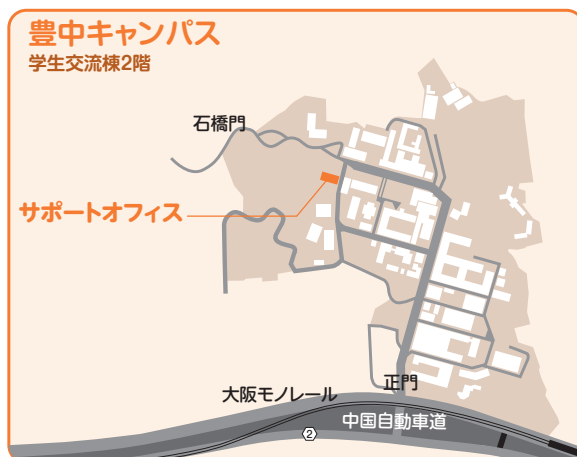 豊中キャンパス
学生交流棟2階
石橋門
サポートオフィス
大阪モノレール
正門
中国自動車道
2